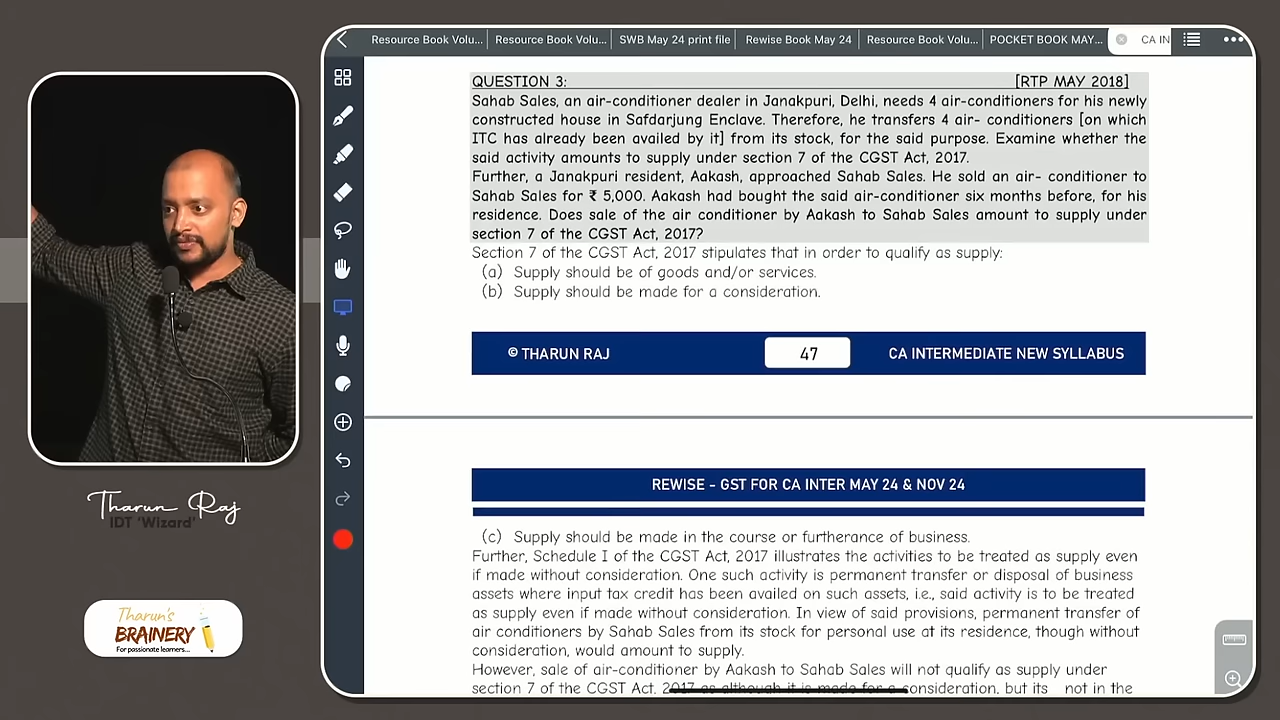 Resource Book Volu...
Resource Book Volu...
SWB May 24 print file
Rewise Book May 24
Resource Book Volu...
POCKET BOOK MAY...
CA IN
QUESTION 3: [RTP MAY 2018]
Sahab Sales, an air-conditioner dealer in Janakpuri, Delhi, needs 4 air-conditioners for his newly
constructed house in Safdarjung Enclave. Therefore, he transfers 4 air- conditioners [on which
ITC has already been availed by it] from its stock, for the said purpose. Examine whether the
said activity amounts to supply under section 7 of the CGST Act, 2017.
Further, a Janakpuri resident, Aakash, approached Sahab Sales. He sold an air- conditioner to
Sahab Sales for ₹ 5,000. Aakash had bought the said air-conditioner six months before, for his
residence. Does sale of the air conditioner by Aakash to Sahab Sales amount to supply under
section 7 of the CGST Act, 2017?
Section 7 of the CGST Act, 2017 stipulates that in order to qualify as supply:
(a) Supply should be of goods and/or services.
(b) Supply should be made for a consideration.
© THARUN RAJ 47 CA INTERMEDIATE NEW SYLLABUS
REWISE - GST FOR CA INTER MAY 24 & NOV 24
(c) Supply should be made in the course or furtherance of business.
Further, Schedule I of the CGST Act, 2017 illustrates the activities to be treated as supply even
if made without consideration. One such activity is permanent transfer or disposal of business
assets where input tax credit has been availed on such assets, i.e., said activity is to be treated
as supply even if made without consideration. In view of said provisions, permanent transfer of
air conditioners by Sahab Sales from its stock for personal use at its residence, though without
consideration, would amount to supply.
However, sale of air-conditioner by Aakash to Sahab Sales will not qualify as supply under
section 7 of the CGST Act, 2017 as although it is made for a consideration, but its not in the
Tharun Raj
IDT 'Wizard'
Tharun's
BRAINERY
For passionate learners...